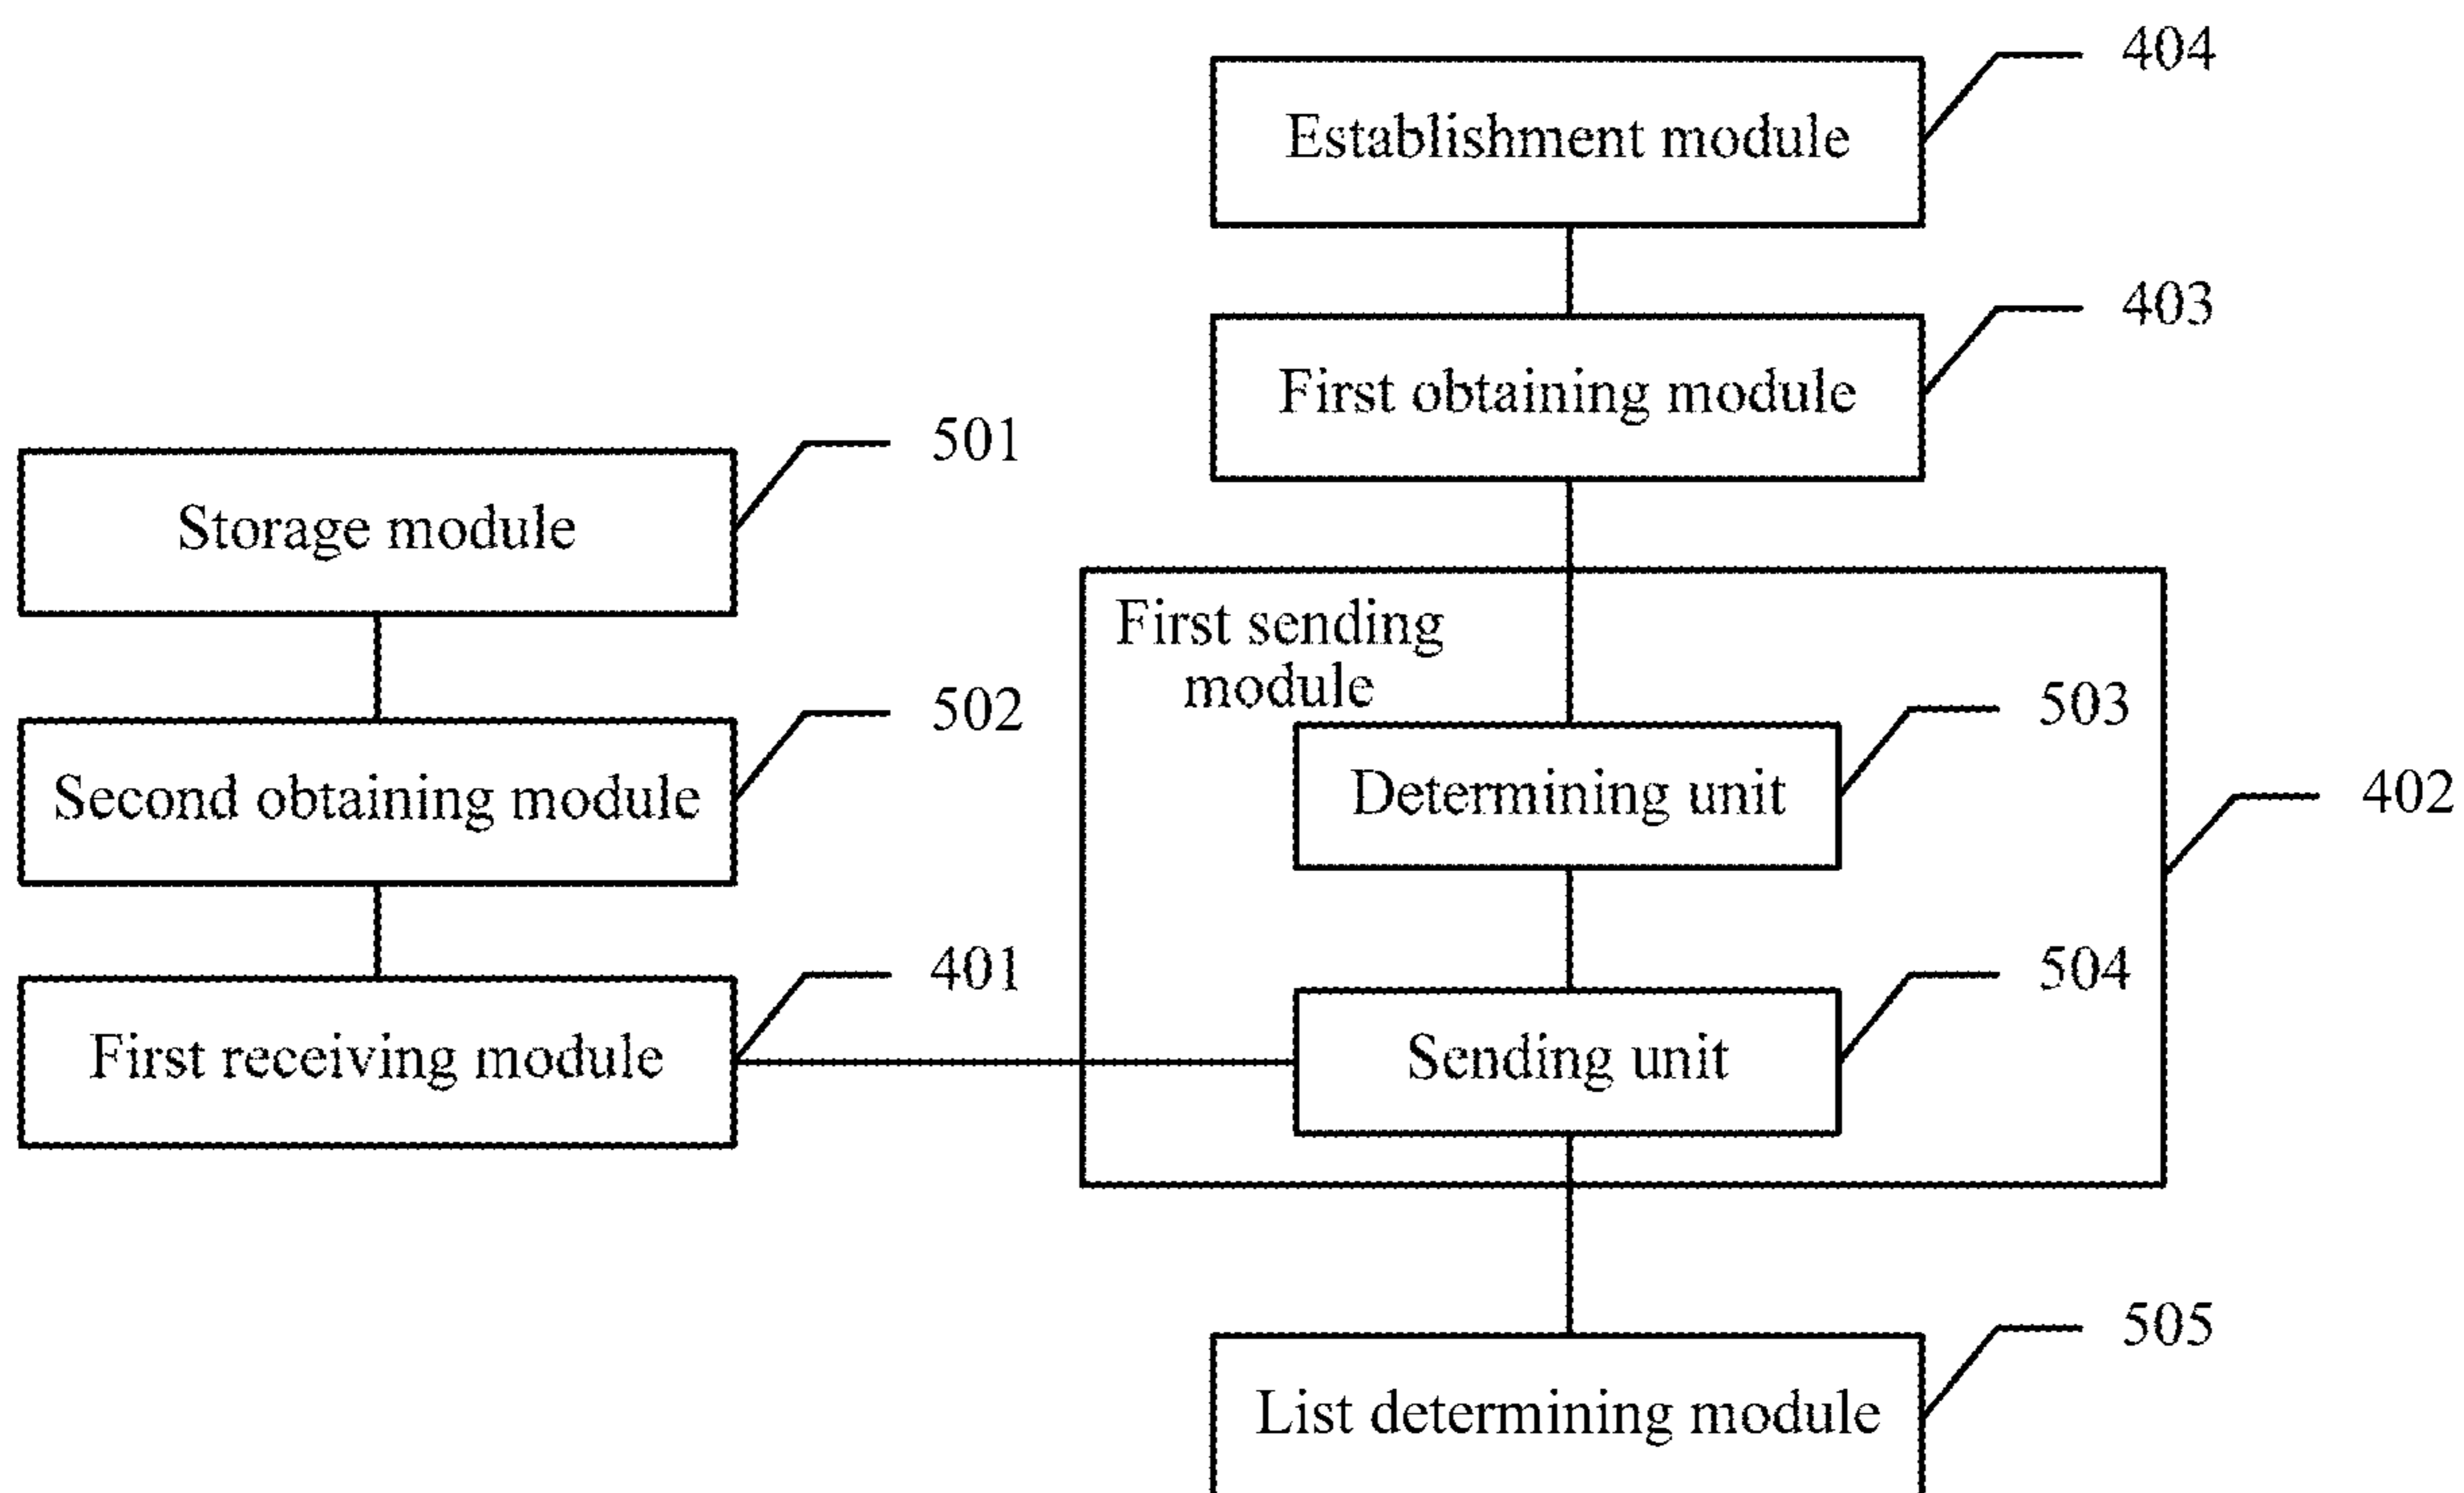 404
Establishment module
403
First obtaining module
501
Storage module
First sending
module
502
Second obtaining module
503
Determining unit
402
401
First receiving module
504
Sending unit
505
List determining module